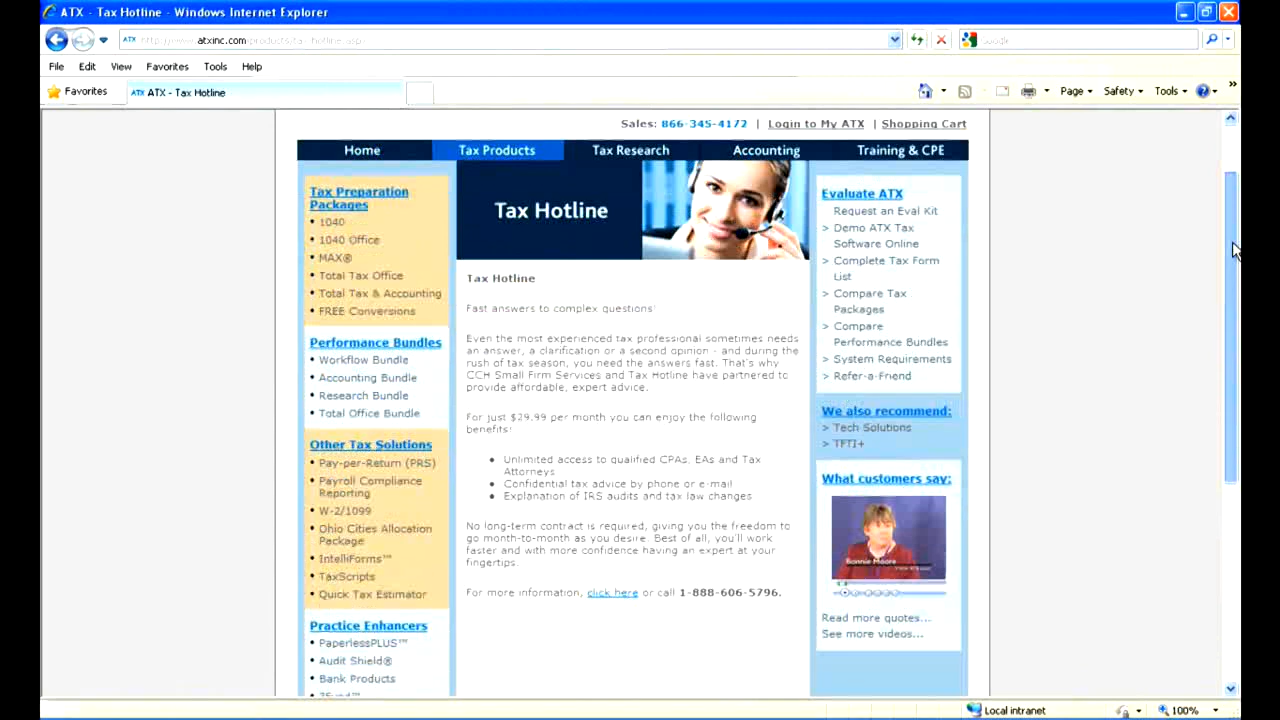 ATX - Tax Hotline - Windows Internet Explorer
atxinc.com
File Edit View Favorites Tools Help
Favorites ATX - Tax Hotline Page Safety Tools
Sales: 866-345-4172 | Login to My ATX | Shopping Cart
Home Tax Products Tax Research Accounting Training & CPE
Tax Preparation
Packages
• 1040
• 1040 Office
• MAX®
• Total Tax Office
• Total Tax & Accounting
• FREE Conversions
Performance Bundles
• Workflow Bundle
• Accounting Bundle
• Research Bundle
• Total Office Bundle
Other Tax Solutions
• Pay-per-Return (PRS)
• Payroll Compliance
Reporting
• W-2/1099
• Ohio Cities Allocation
Package
• IntelliForms™
• TaxScripts
• Quick Tax Estimator
Practice Enhancers
• PaperlessPLUS™
• Audit Shield®
• Bank Products
Tax Hotline
Tax Hotline
Fast answers to complex questions!
Even the most experienced tax professional sometimes needs
an answer, a clarification or a second opinion - and during the
rush of tax season, you need the answers fast. That's why
CCH Small Firm Services and Tax Hotline have partnered to
provide affordable, expert advice.
For just $29.99 per month you can enjoy the following
benefits:
• Unlimited access to qualified CPAs, EAs and Tax
Attorneys
• Confidential tax advice by phone or e-mail
• Explanation of IRS audits and tax law changes
No long-term contract is required, giving you the freedom to
go month-to-month as you desire. Best of all, you'll work
faster and with more confidence having an expert at your
fingertips.
For more information, click here or call 1-888-606-5796.
Evaluate ATX
Request an Eval Kit
> Demo ATX Tax
Software Online
> Complete Tax Form
List
> Compare Tax
Packages
> Compare
Performance Bundles
> System Requirements
> Refer-a-Friend
We also recommend:
> Tech Solutions
> TFTI+
What customers say:
Bonnie Moore
Read more quotes...
See more videos...
Local intranet 100%